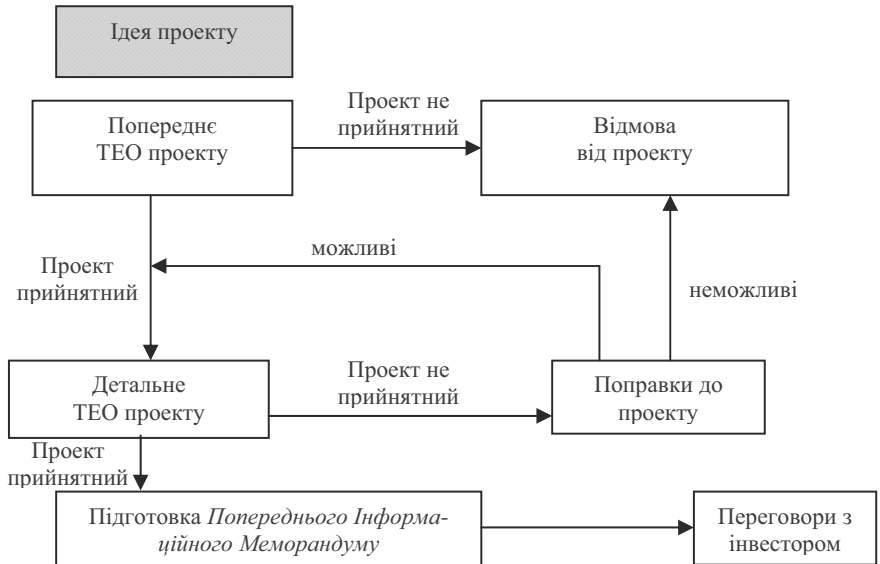 Ідея проекту
Проект не
прийнятний
Попереднє
ТЕО проекту
Відмова
від проекту
можливі
Проект
прийнятний
неможливі
Детальне
ТЕО проекту
Проект не
прийнятний
Поправки до
проекту
Проект
прийнятний
Підготовка Попереднього Інформа-
ційного Меморандуму
Переговори з
інвестором